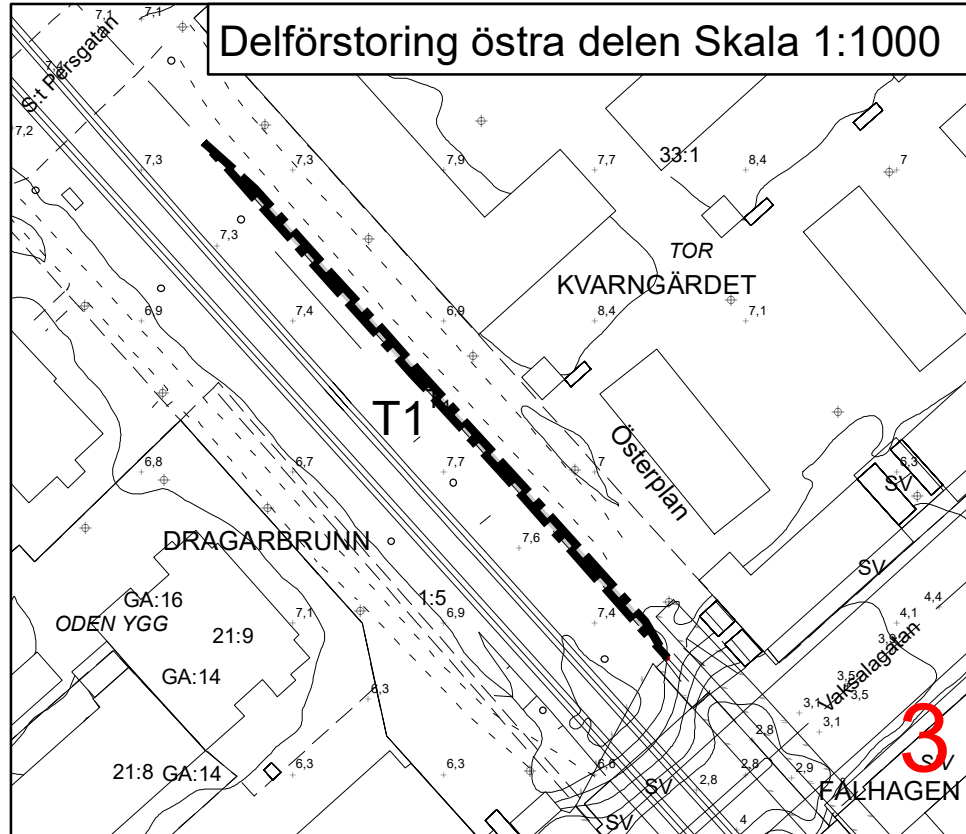 Delförstoring östra delen Skala 1:1000
7,1
7,1
7,4
S:t Persgatan
7,2
7,3
7,3
7,9
7,7
33:1
8,4
7
7,3
TOR
KVARNGÄRDET
6,9
7,4
6,9
8,4
7,1
T1
Österplan
6,8
6,7
7,7
7
6,3
SV
DRAGARBRUNN
7,6
SV
GA:16
1:5
4,4
ODEN YGG
21:9
7,1
6,9
7,4
4,1
3,9
GA:14
Vaksalagatan
3,5
3,5
6,3
3,1
3,1
3
2,8
SV
21:8
GA:14
6,3
6,3
6,6
SV
2,8
2,8
2,9
FÅLHAGEN
SV
4